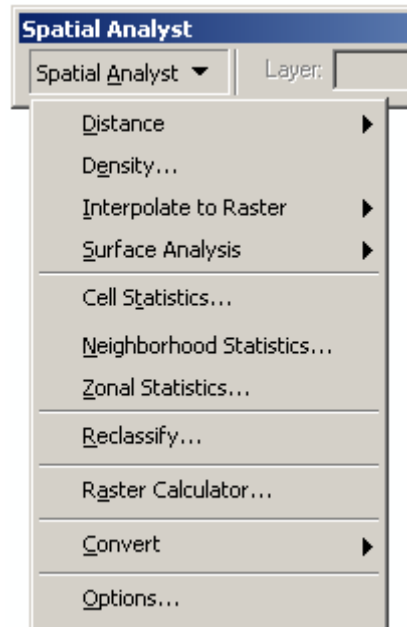 Spatial Analyst
Spatial Analyst Layer:
Distance
Density...
Interpolate to Raster
Surface Analysis
Cell Statistics...
Neighborhood Statistics...
Zonal Statistics...
Reclassify...
Raster Calculator...
Convert
Options...